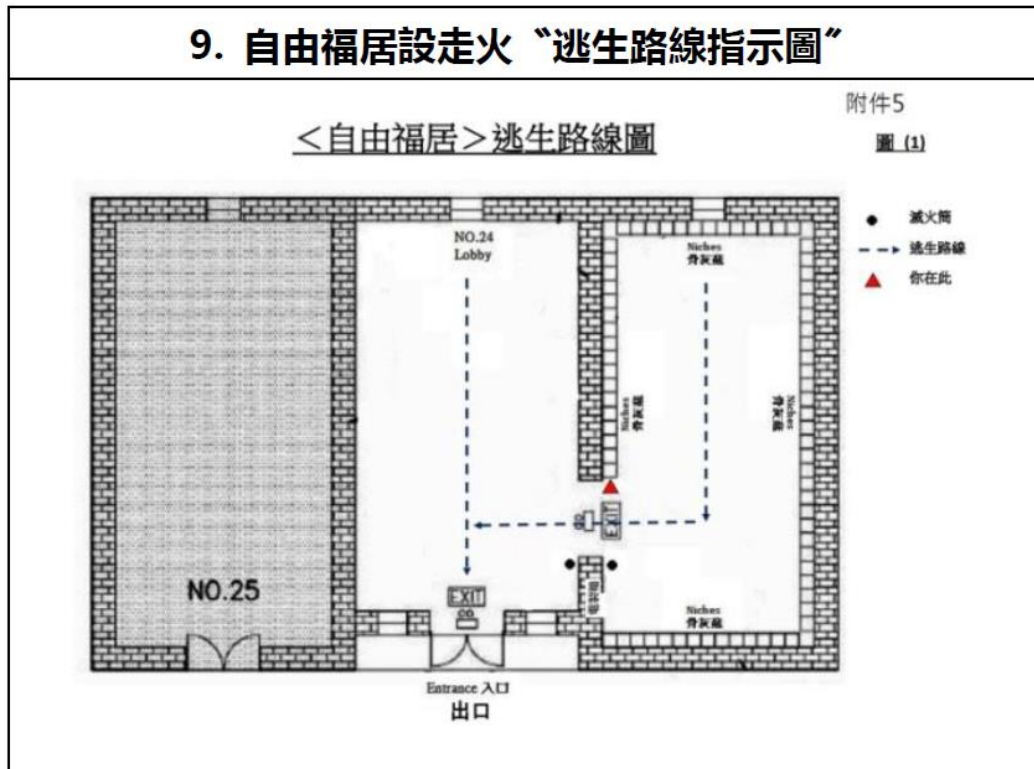 9. 自由福居設走火〝逃生路線指示圖〞
附件5
<自由福居>逃生路線圖
圖 (1)
滅火筒
逃生路線
你在此
NO.24
Lobby
Niches
骨灰龕
Niches
骨灰龕
Niches
骨灰龕
EXIT
NO.25
EXIT
Niches
骨灰龕
Entrance 入口
出口